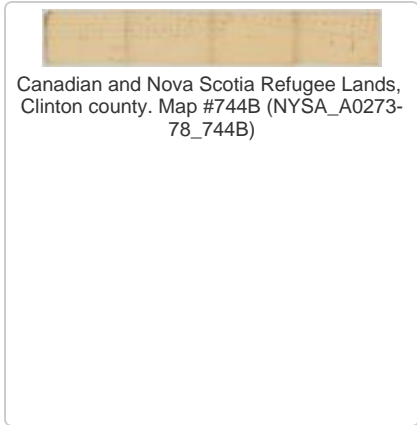 Canadian and Nova Scotia Refugee Lands,
Clinton county. Map #744B (NYSA_A0273-
78_744B)